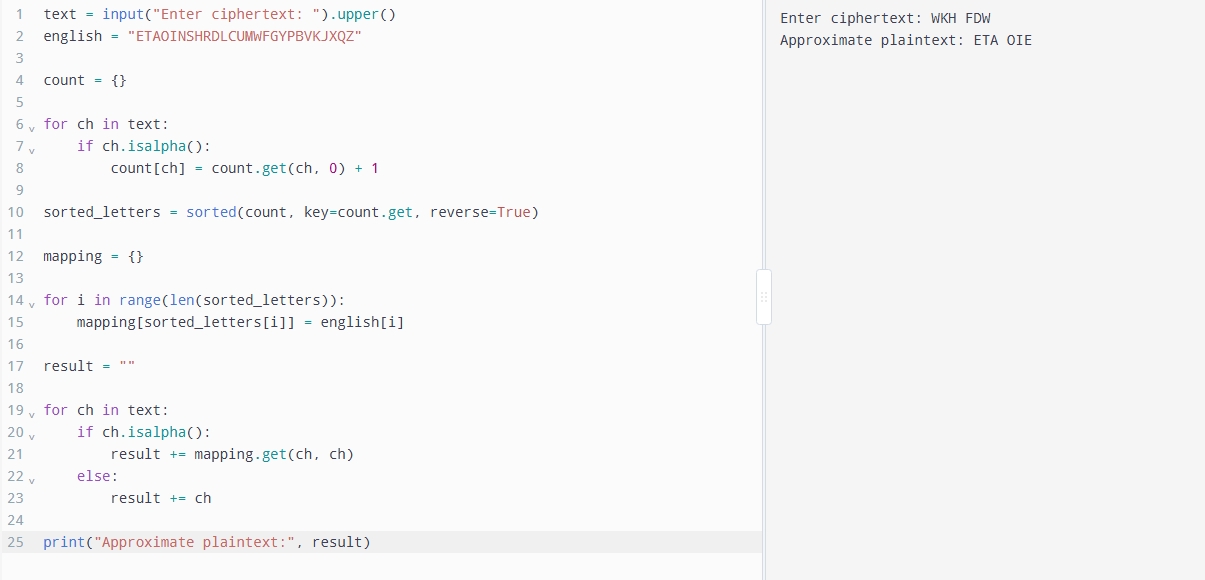 1 text = input("Enter ciphertext: ").upper()
2 english = "ETAOINSHRDLCUMWFGYPBVKJXQZ"
3
4 count = {}
5
6 for ch in text:
7     if ch.isalpha():
8         count[ch] = count.get(ch, 0) + 1
9
10 sorted_letters = sorted(count, key=count.get, reverse=True)
11
12 mapping = {}
13
14 for i in range(len(sorted_letters)):
15     mapping[sorted_letters[i]] = english[i]
16
17 result = ""
18
19 for ch in text:
20     if ch.isalpha():
21         result += mapping.get(ch, ch)
22     else:
23         result += ch
24
25 print("Approximate plaintext:", result)
Enter ciphertext: WKH FDW
Approximate plaintext: ETA OIE